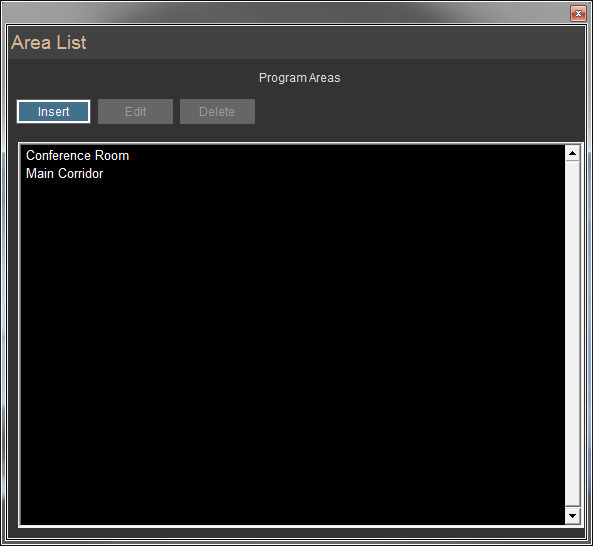 Area List
Program Areas
Insert Edit Delete
Conference Room
Main Corridor